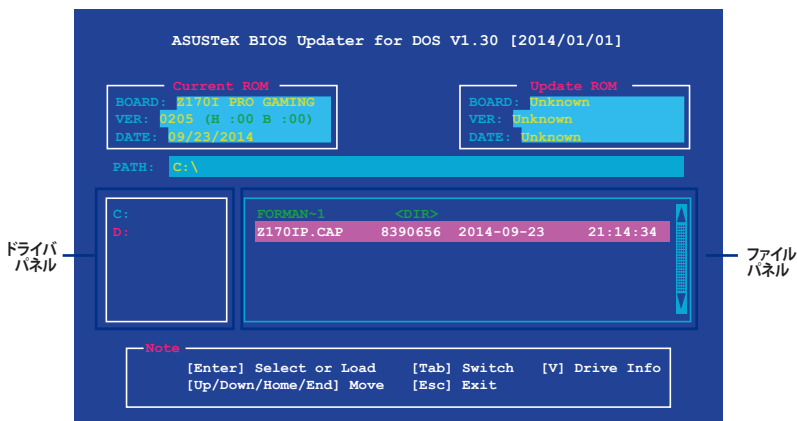 ASUSTeK BIOS Updater for DOS V1.30 [2014/01/01]
Current ROM
BOARD: Z170I PRO GAMING
VER: 0205 (H :00 B :00)
DATE: 09/23/2014
Update ROM
BOARD: Unknown
VER: Unknown
DATE: Unknown
PATH: C:\
C:
D:
FORMAN~1 <DIR>
Z170IP.CAP 8390656 2014-09-23 21:14:34
ドライバ
パネル
ファイル
パネル
Note
[Enter] Select or Load [Tab] Switch [V] Drive Info
[Up/Down/Home/End] Move [Esc] Exit